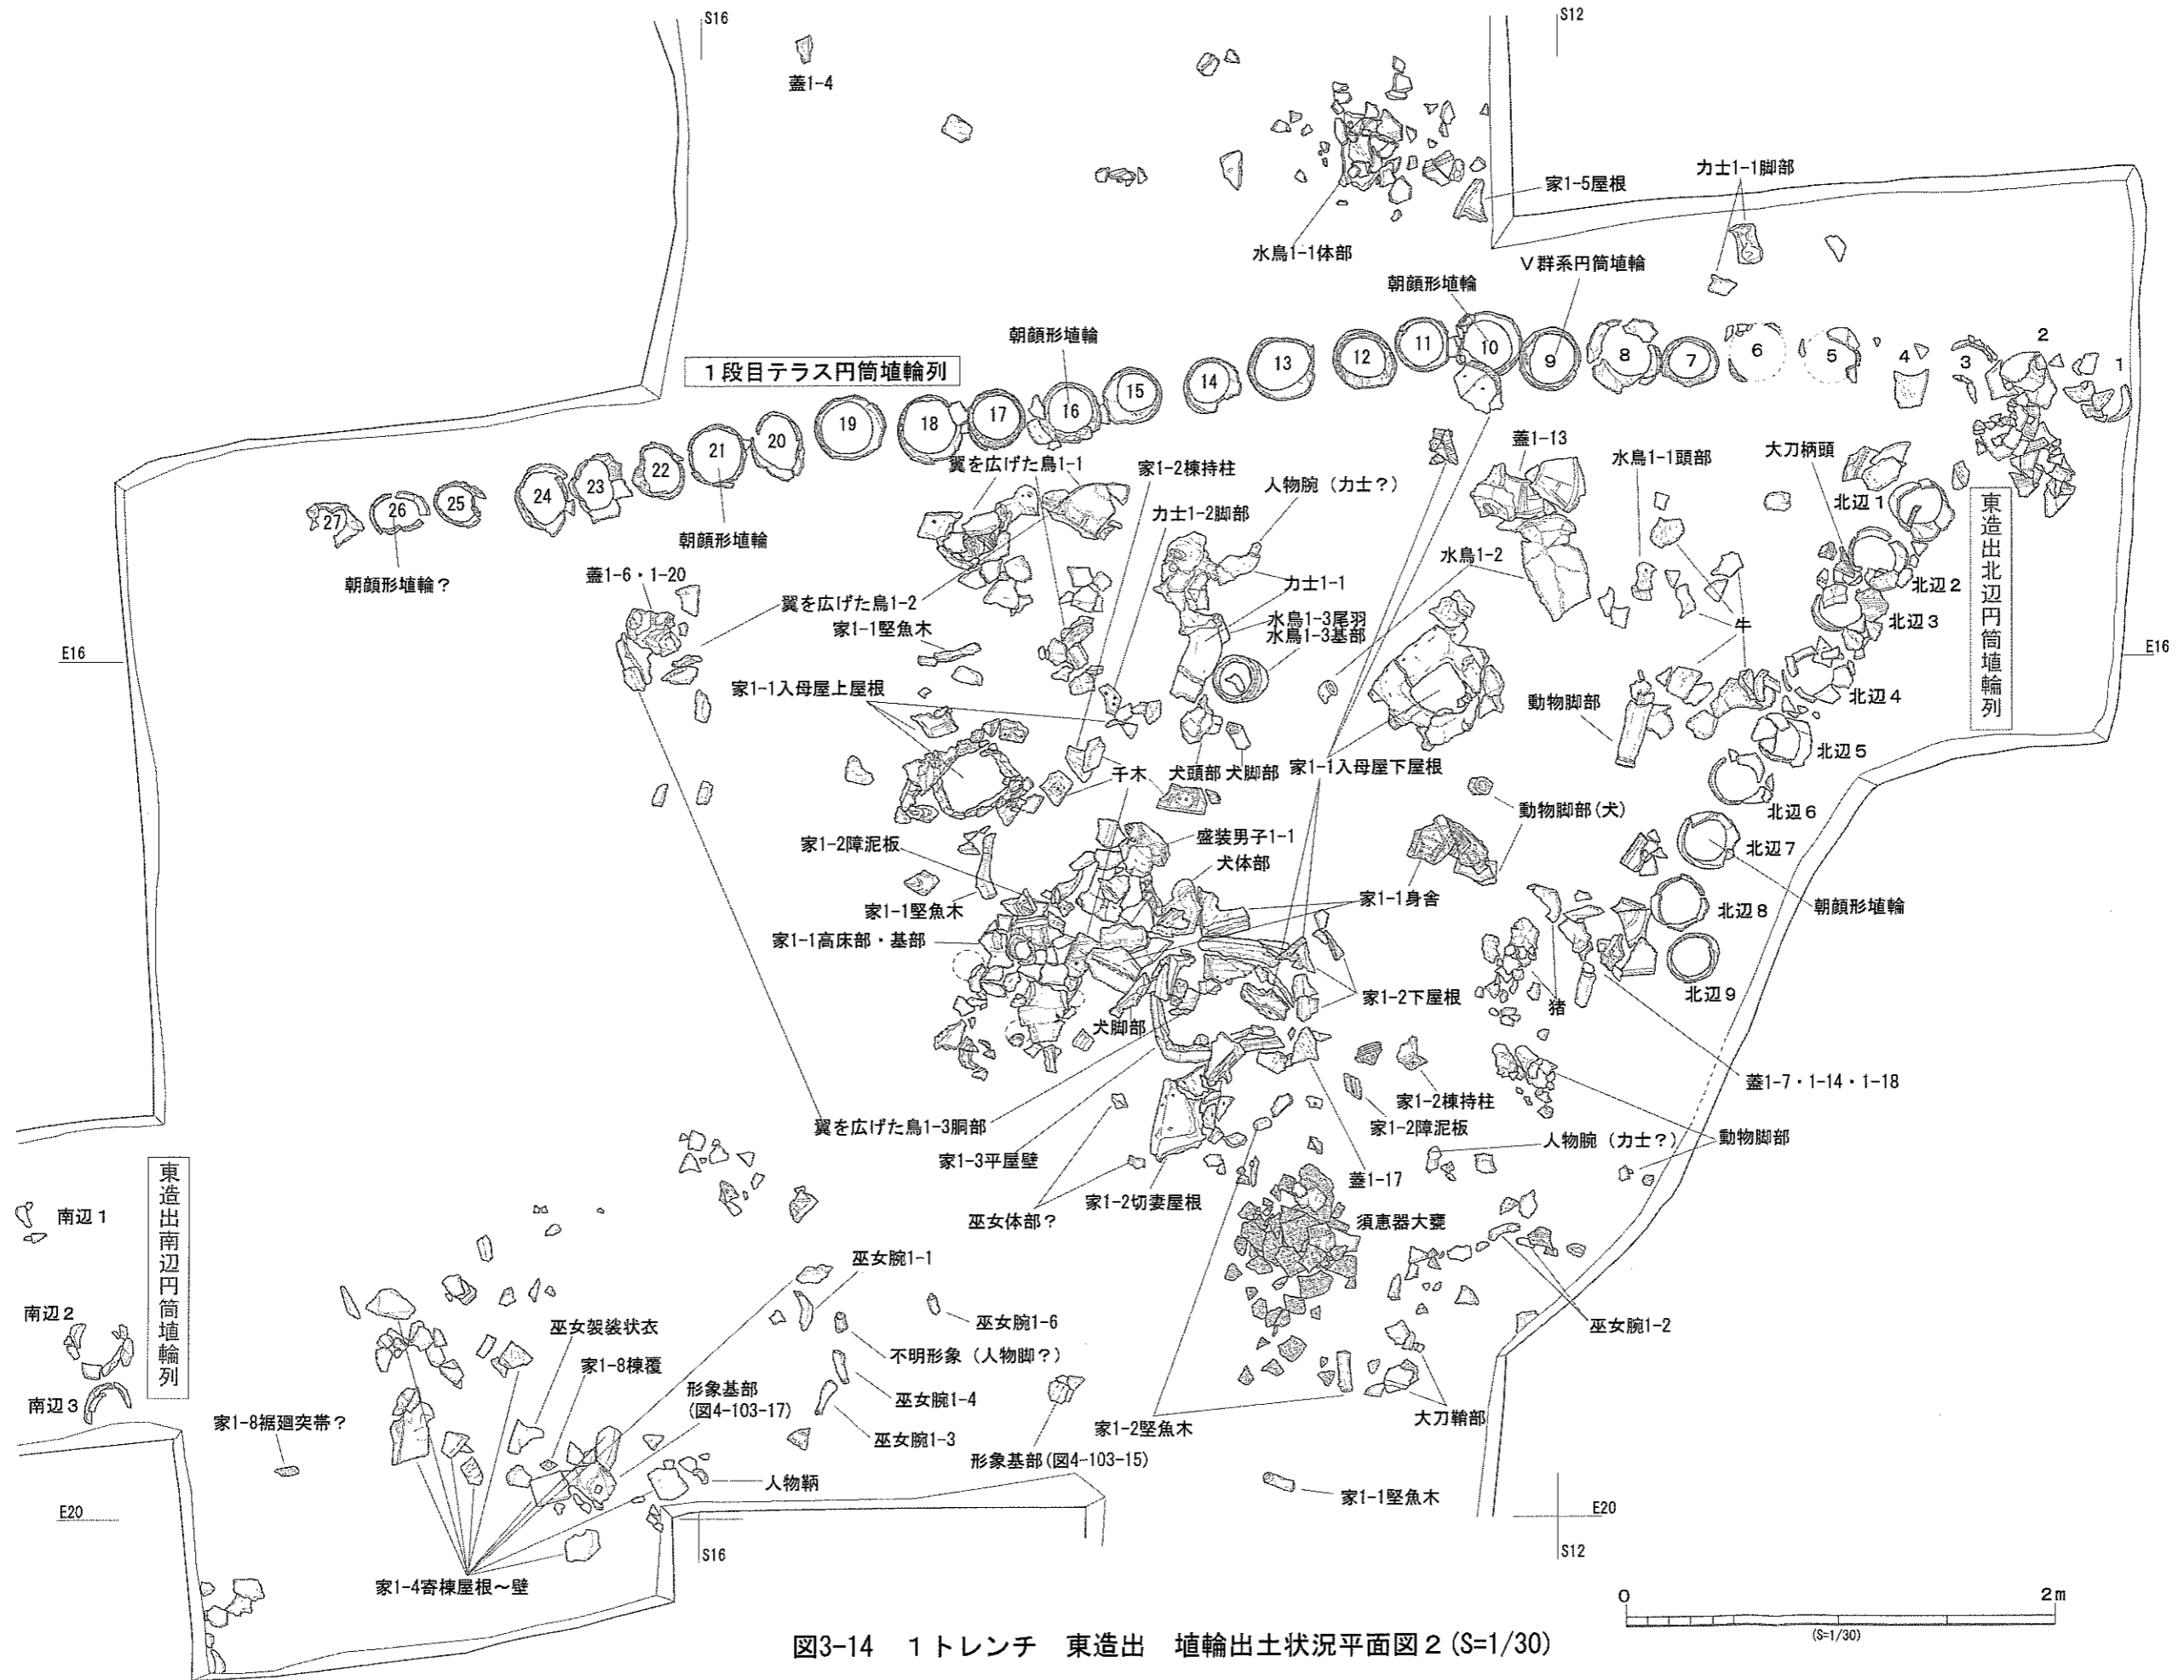 S16
S12
蓋1-4
力士1-1脚部
家1-5屋根
水鳥1-1体部
Ⅴ群系円筒埴輪
朝顔形埴輪
朝顔形埴輪
1段目テラス円筒埴輪列
1
2
3
4
5
6
7
8
9
10
11
12
13
14
15
16
17
18
19
20
21
22
23
24
25
26
27
朝顔形埴輪
朝顔形埴輪？
翼を広げた鳥1-1
家1-2棟持柱
人物腕（力士？）
力士1-2脚部
蓋1-13
水鳥1-1頭部
大刀柄頭
北辺1
北辺2
北辺3
北辺4
北辺5
北辺6
北辺7
北辺8
北辺9
東造出北辺円筒埴輪列
蓋1-6・1-20
翼を広げた鳥1-2
家1-1堅魚木
力士1-1
水鳥1-3尾羽
水鳥1-3基部
水鳥1-2
牛
E16
E16
家1-1入母屋上屋根
動物脚部
千木
犬頭部
犬脚部
家1-1入母屋下屋根
動物脚部(犬)
家1-2障泥板
盛装男子1-1
犬体部
家1-1堅魚木
家1-1身舎
朝顔形埴輪
家1-1高床部・基部
家1-2下屋根
猪
犬脚部
蓋1-7・1-14・1-18
家1-2棟持柱
家1-2障泥板
翼を広げた鳥1-3胴部
人物腕（力士？）
動物脚部
家1-3平屋壁
蓋1-17
家1-2切妻屋根
巫女体部？
須恵器大甕
東造出南辺円筒埴輪列
南辺1
南辺2
南辺3
巫女腕1-1
巫女腕1-6
巫女腕1-2
巫女袈裟状衣
不明形象（人物脚？）
家1-8棟覆
形象基部
(図4-103-17)
巫女腕1-4
家1-8裾廻突帯？
巫女腕1-3
家1-2堅魚木
大刀鞘部
形象基部(図4-103-15)
人物鞆
家1-1堅魚木
E20
E20
S16
S12
家1-4寄棟屋根～壁
0
2m
(S=1/30)
図3-14　1トレンチ　東造出　埴輪出土状況平面図2(S=1/30)